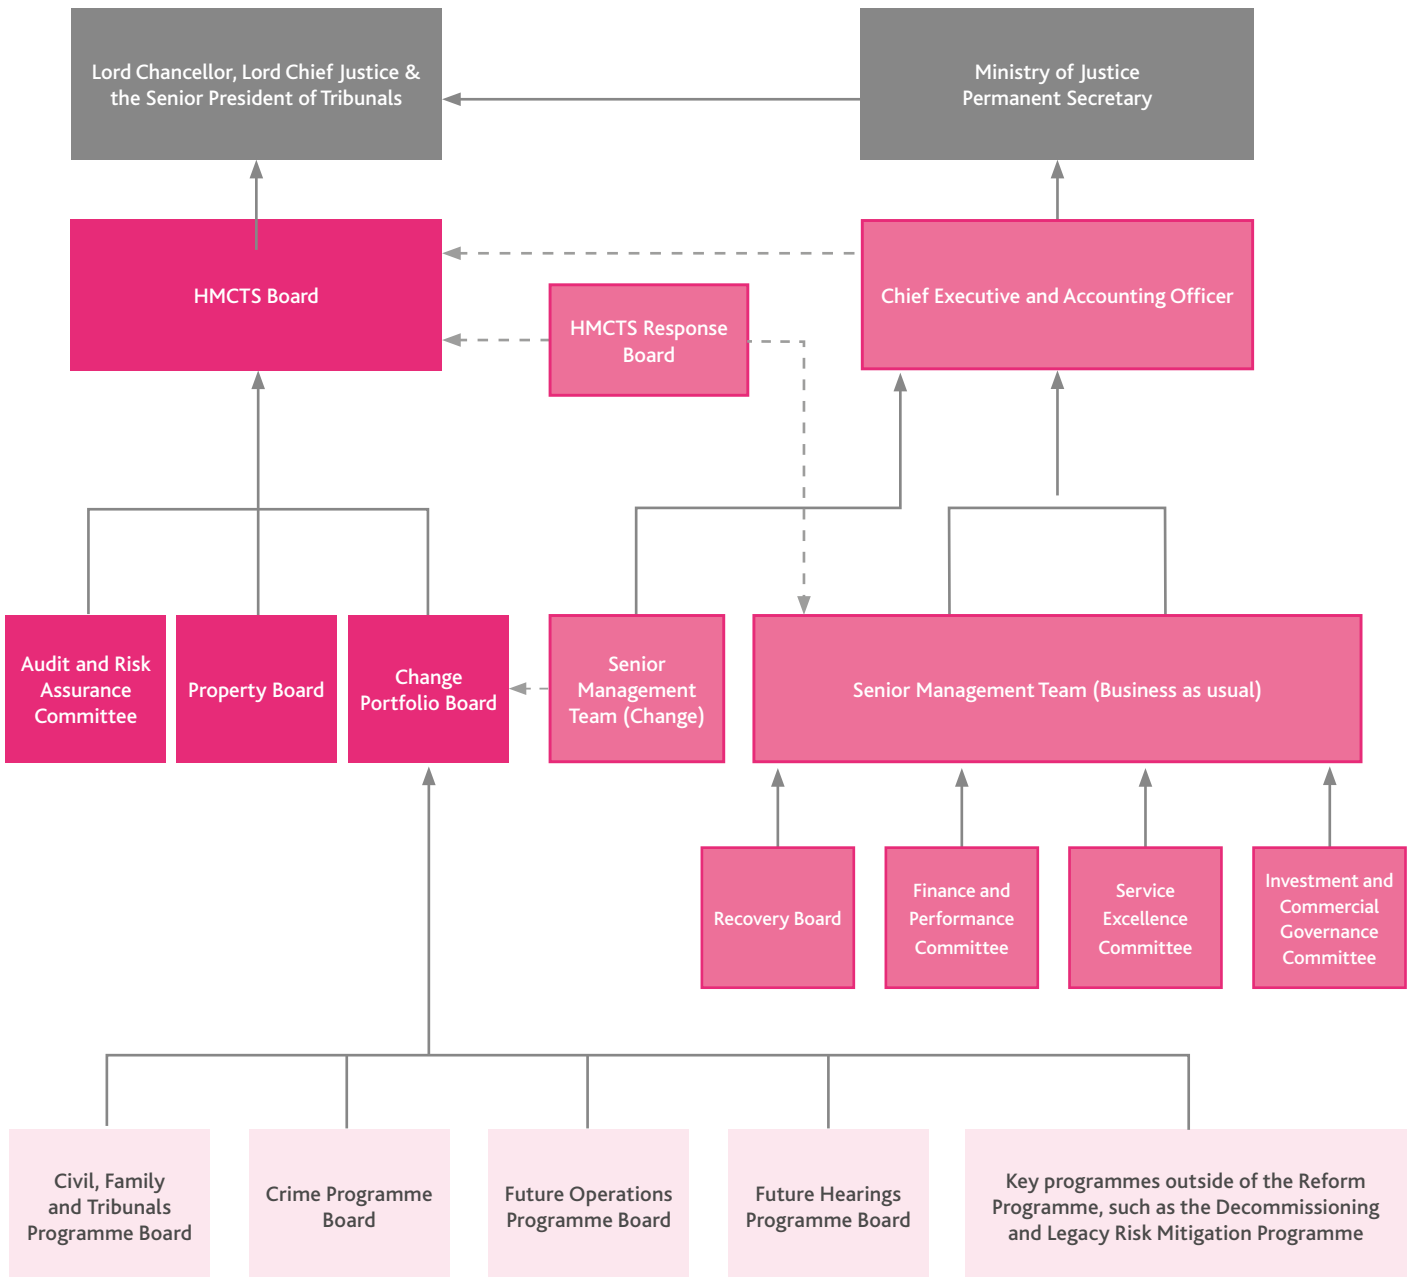 Lord Chancellor, Lord Chief Justice &
the Senior President of Tribunals
Ministry of Justice
Permanent Secretary
HMCTS Board
HMCTS Response
Board
Chief Executive and Accounting Officer
Audit and Risk
Assurance
Committee
Property Board
Change
Portfolio Board
Senior
Management
Team (Change)
Senior Management Team (Business as usual)
Recovery Board
Finance and
Performance
Committee
Service
Excellence
Committee
Investment and
Commercial
Governance
Committee
Civil, Family
and Tribunals
Programme Board
Crime Programme
Board
Future Operations
Programme Board
Future Hearings
Programme Board
Key programmes outside of the Reform
Programme, such as the Decommissioning
and Legacy Risk Mitigation Programme